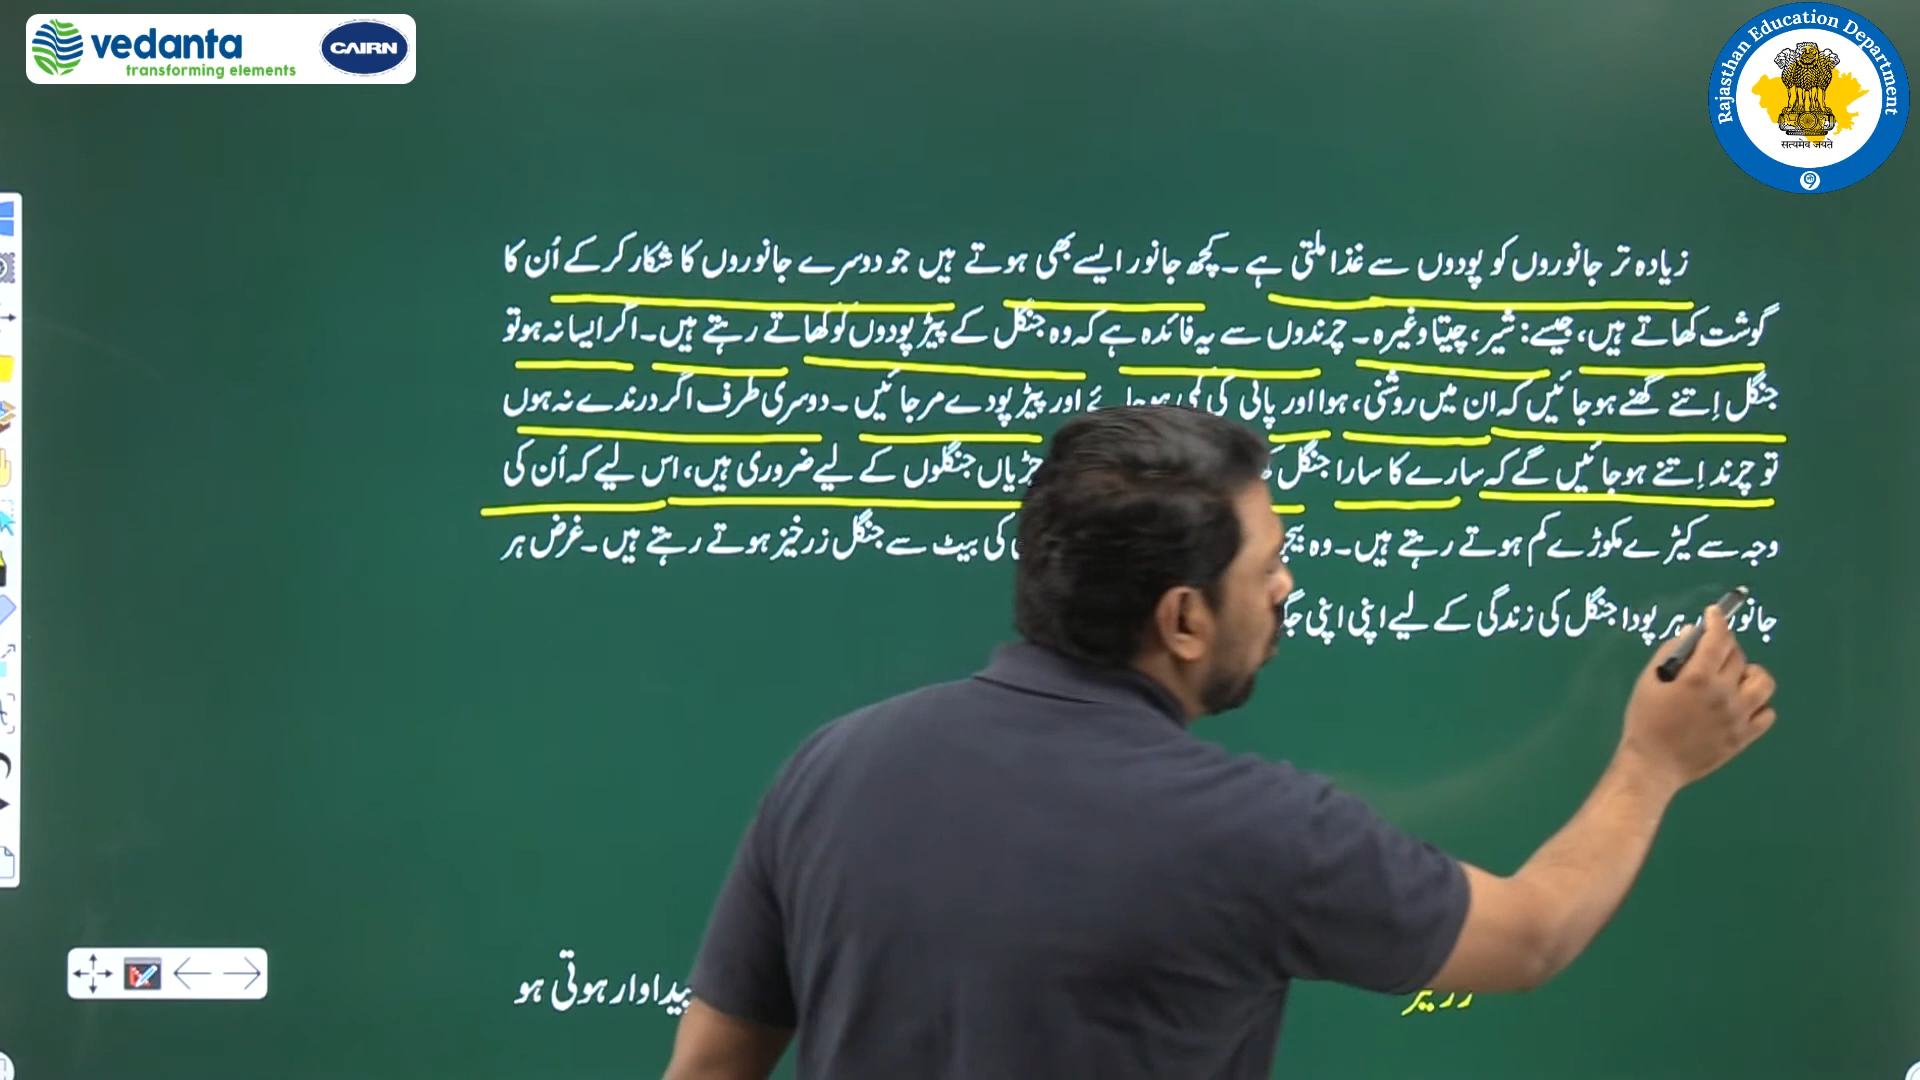 vedanta
transforming elements
CAIRN
Rajasthan Education Department
सत्यमेव जयते
زیادہ تر جانوروں کو پودوں سے غذا ملتی ہے۔ کچھ جانور ایسے بھی ہوتے ہیں جو دوسرے جانوروں کا شکار کر کے اُن کا
گوشت کھاتے ہیں، جیسے: شیر، چیتا وغیرہ۔ چرندوں سے یہ فائدہ ہے کہ وہ جنگل کے پیڑ پودوں کو کھاتے رہتے ہیں۔ اگر ایسا نہ ہو تو
جنگل اِتنے گھنے ہو جائیں کہ ان میں روشنی، ہوا اور پانی کی کمی ہو جائے اور پیڑ پودے مر جائیں۔ دوسری طرف اگر درندے نہ ہوں
تو چرند اِتنے ہو جائیں گے کہ سارے کا سارا جنگل چڑیاں جنگلوں کے لیے ضروری ہیں، اس لیے کہ اُن کی
وجہ سے کیڑے مکوڑے کم ہوتے رہتے ہیں۔ وہ کی بیٹ سے جنگل زرخیز ہوتے رہتے ہیں۔ غرض ہر
ہر پودا جنگل کی زندگی کے لیے اپنی اپنی
پیداوار ہوتی ہو